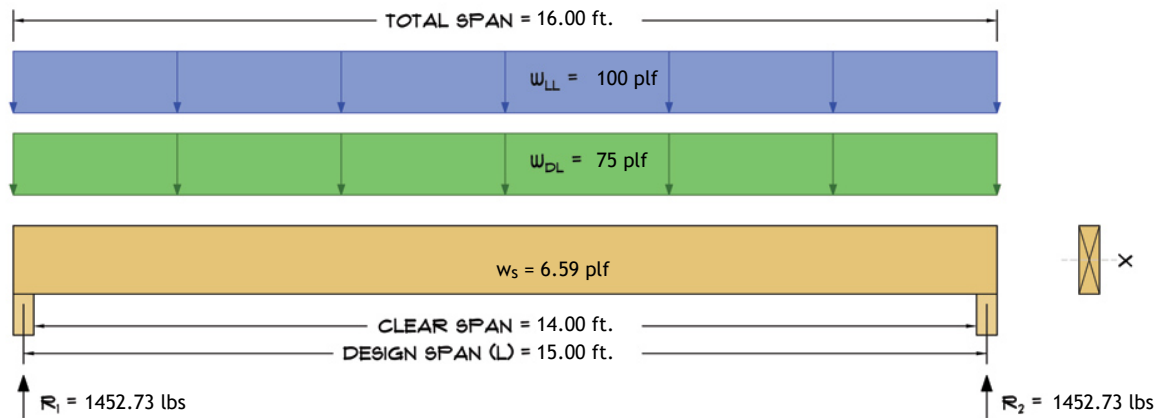 TOTAL SPAN = 16.00 ft.
WLL = 100 plf
WDL = 75 plf
ws = 6.59 plf
X
CLEAR SPAN = 14.00 ft.
DESIGN SPAN (L) = 15.00 ft.
R1 = 1452.73 lbs
R2 = 1452.73 lbs